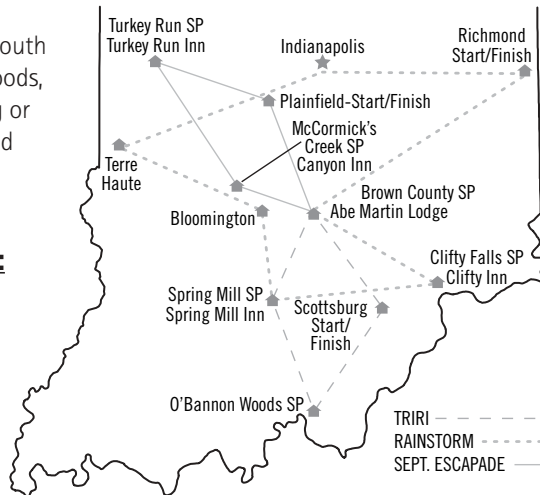 outh
oods,
g or
d
:
Turkey Run SP
Turkey Run Inn
Indianapolis
Richmond
Start/Finish
Plainfield-Start/Finish
McCormick's
Creek SP
Canyon Inn
Terre
Haute
Bloomington
Brown County SP
Abe Martin Lodge
Clifty Falls SP
Clifty Inn
Spring Mill SP
Spring Mill Inn
Scottsburg
Start/
Finish
O'Bannon Woods SP
TRIRI
RAINSTORM
SEPT. ESCAPADE